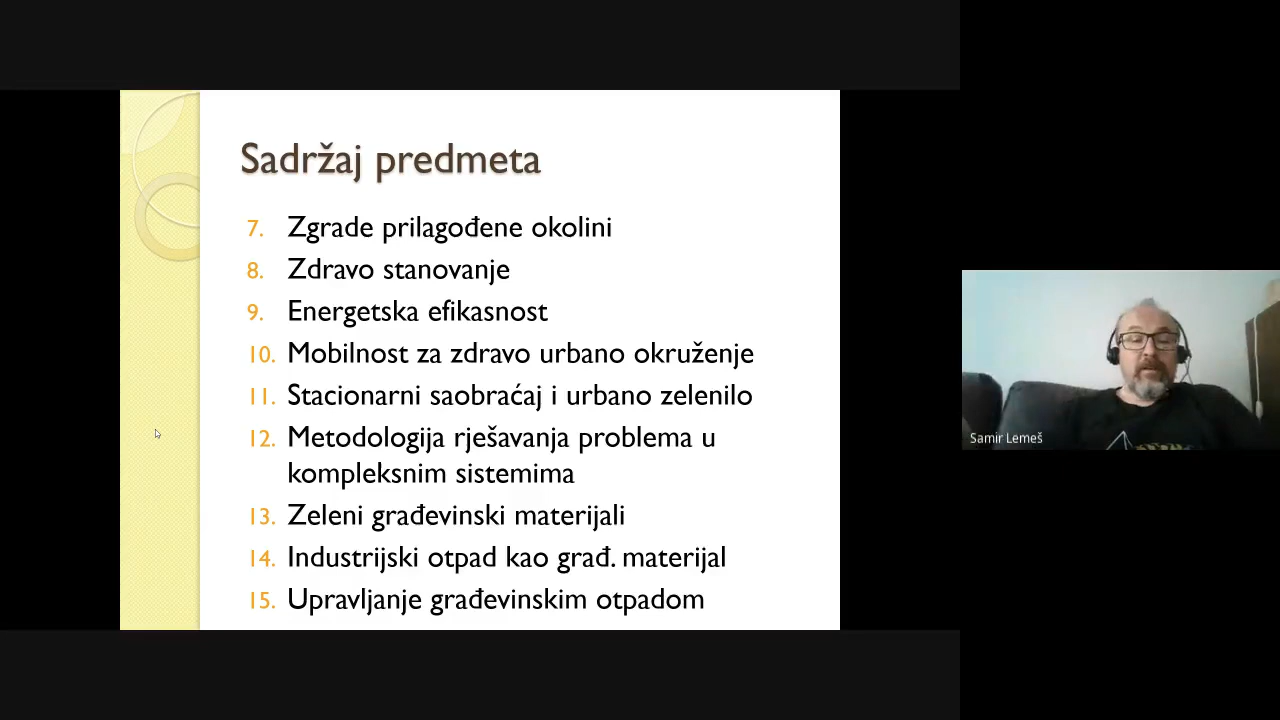 Sadržaj predmeta
7. Zgrade prilagođene okolini
8. Zdravo stanovanje
9. Energetska efikasnost
10. Mobilnost za zdravo urbano okruženje
11. Stacionarni saobraćaj i urbano zelenilo
12. Metodologija rješavanja problema u
kompleksnim sistemima
13. Zeleni građevinski materijali
14. Industrijski otpad kao građ. materijal
15. Upravljanje građevinskim otpadom
Samir Lemeš